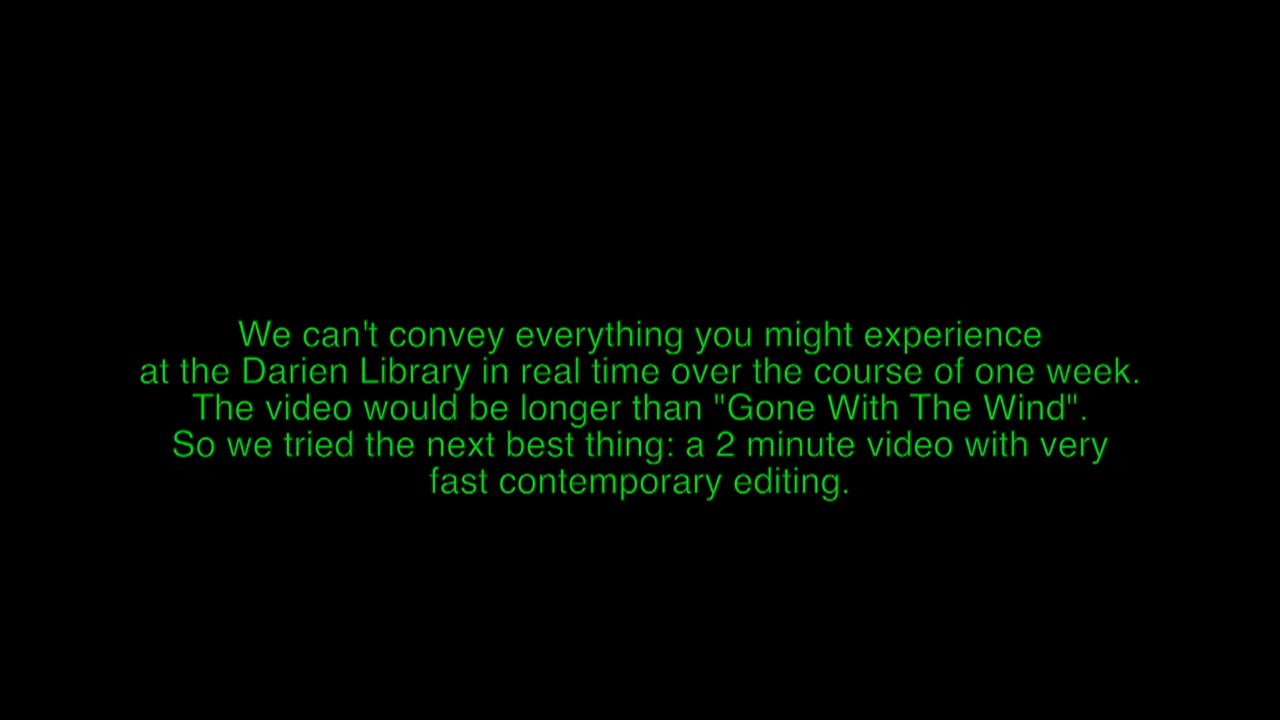 We can't convey everything you might experience
at the Darien Library in real time over the course of one week.
The video would be longer than "Gone With The Wind".
So we tried the next best thing: a 2 minute video with very
fast contemporary editing.